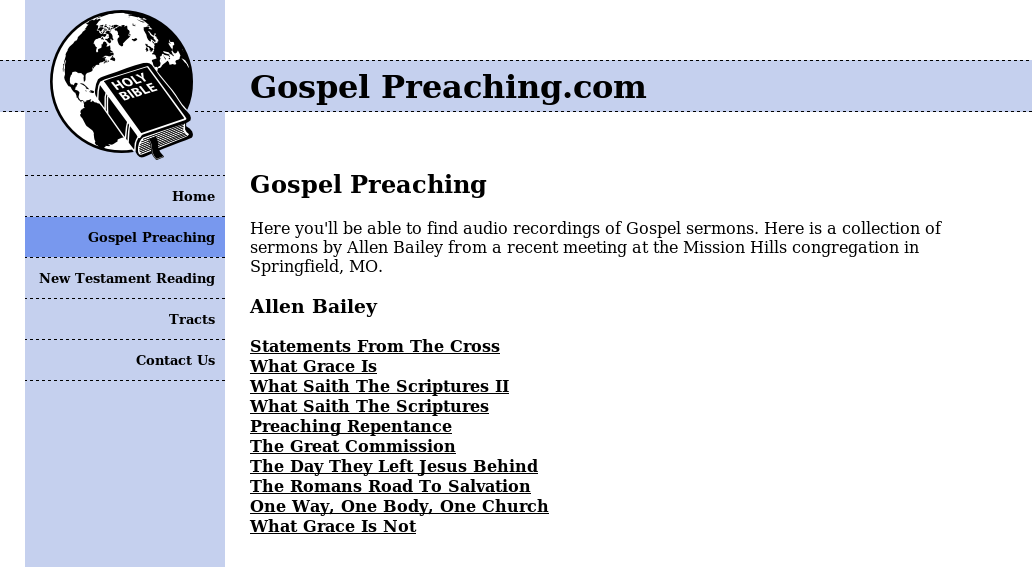 HOLY
BIBLE
Gospel Preaching.com
Home
Gospel Preaching
New Testament Reading
Tracts
Contact Us
Gospel Preaching
Here you'll be able to find audio recordings of Gospel sermons. Here is a collection of
sermons by Allen Bailey from a recent meeting at the Mission Hills congregation in
Springfield, MO.
Allen Bailey
Statements From The Cross
What Grace Is
What Saith The Scriptures II
What Saith The Scriptures
Preaching Repentance
The Great Commission
The Day They Left Jesus Behind
The Romans Road To Salvation
One Way, One Body, One Church
What Grace Is Not